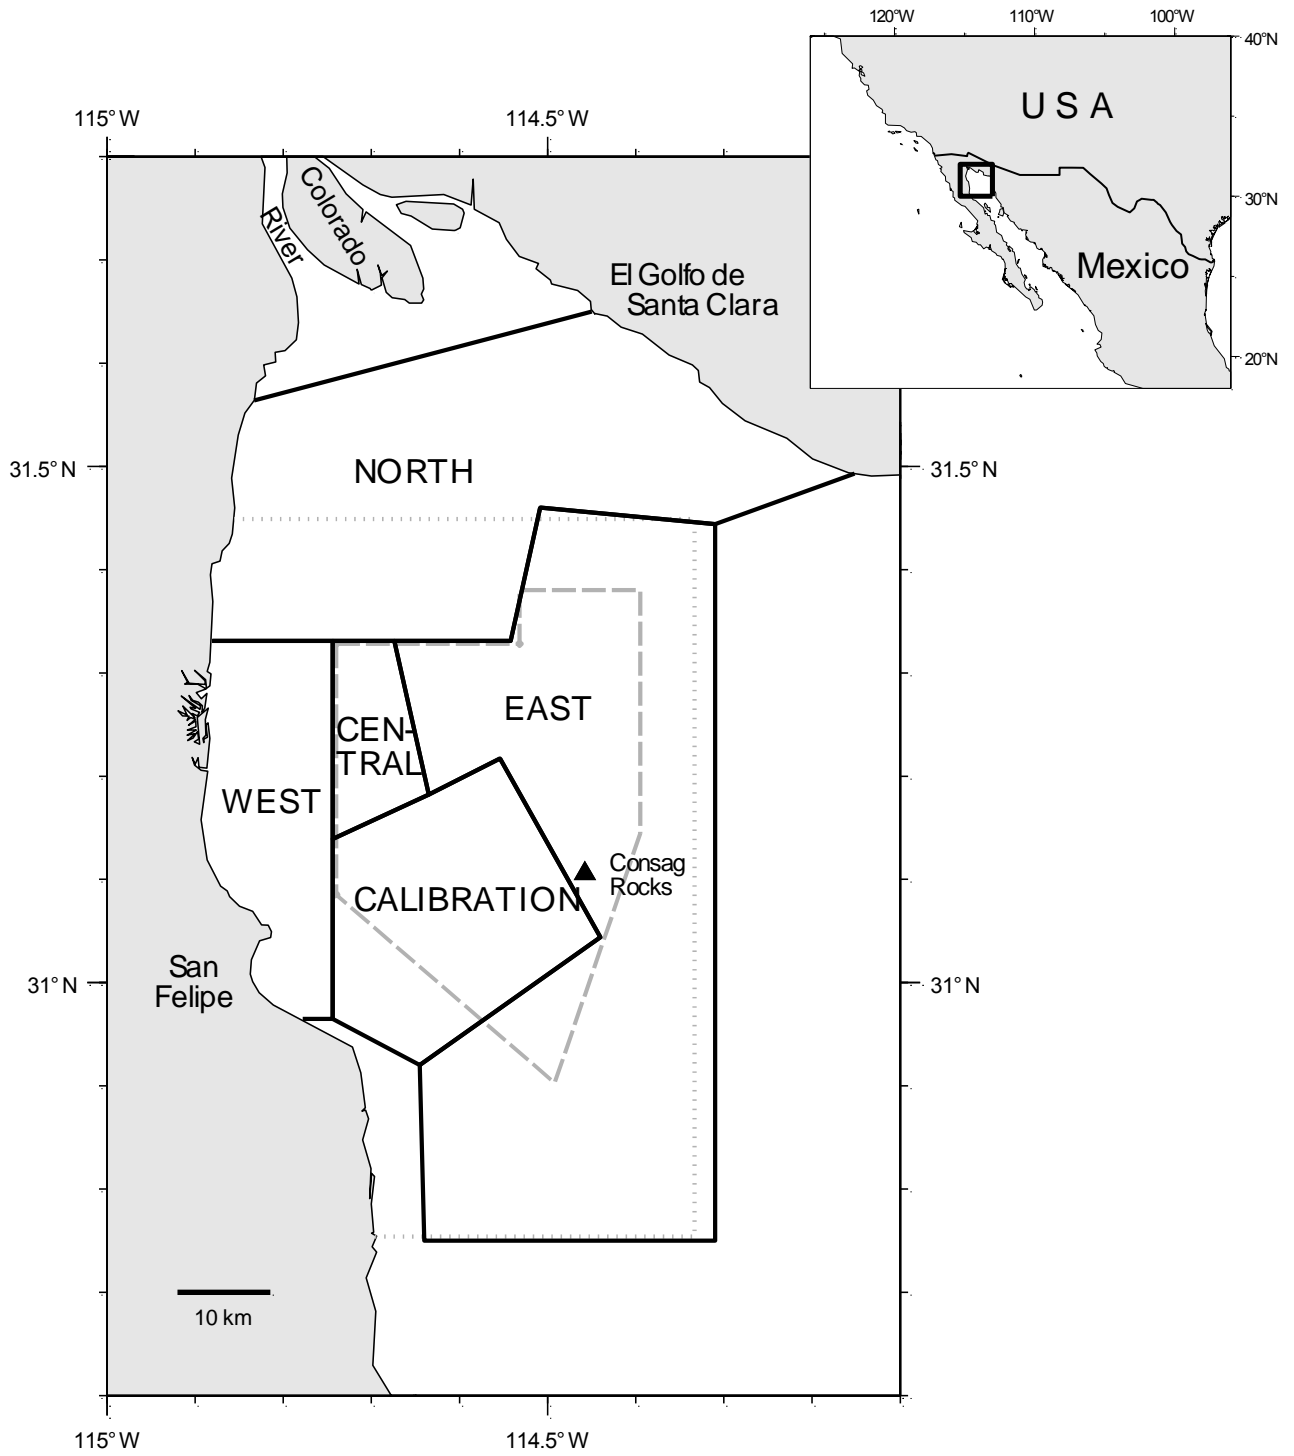 120°W 110°W 100°W
40°N
U S A
30°N
Mexico
20°N
115°W 114.5°W
Colorado
River
El Golfo de
Santa Clara
31.5°N NORTH 31.5°N
EAST
CEN-
TRAL
WEST
Consag
Rocks
CALIBRATION
San
Felipe
31°N 31°N
10 km
115°W 114.5°W